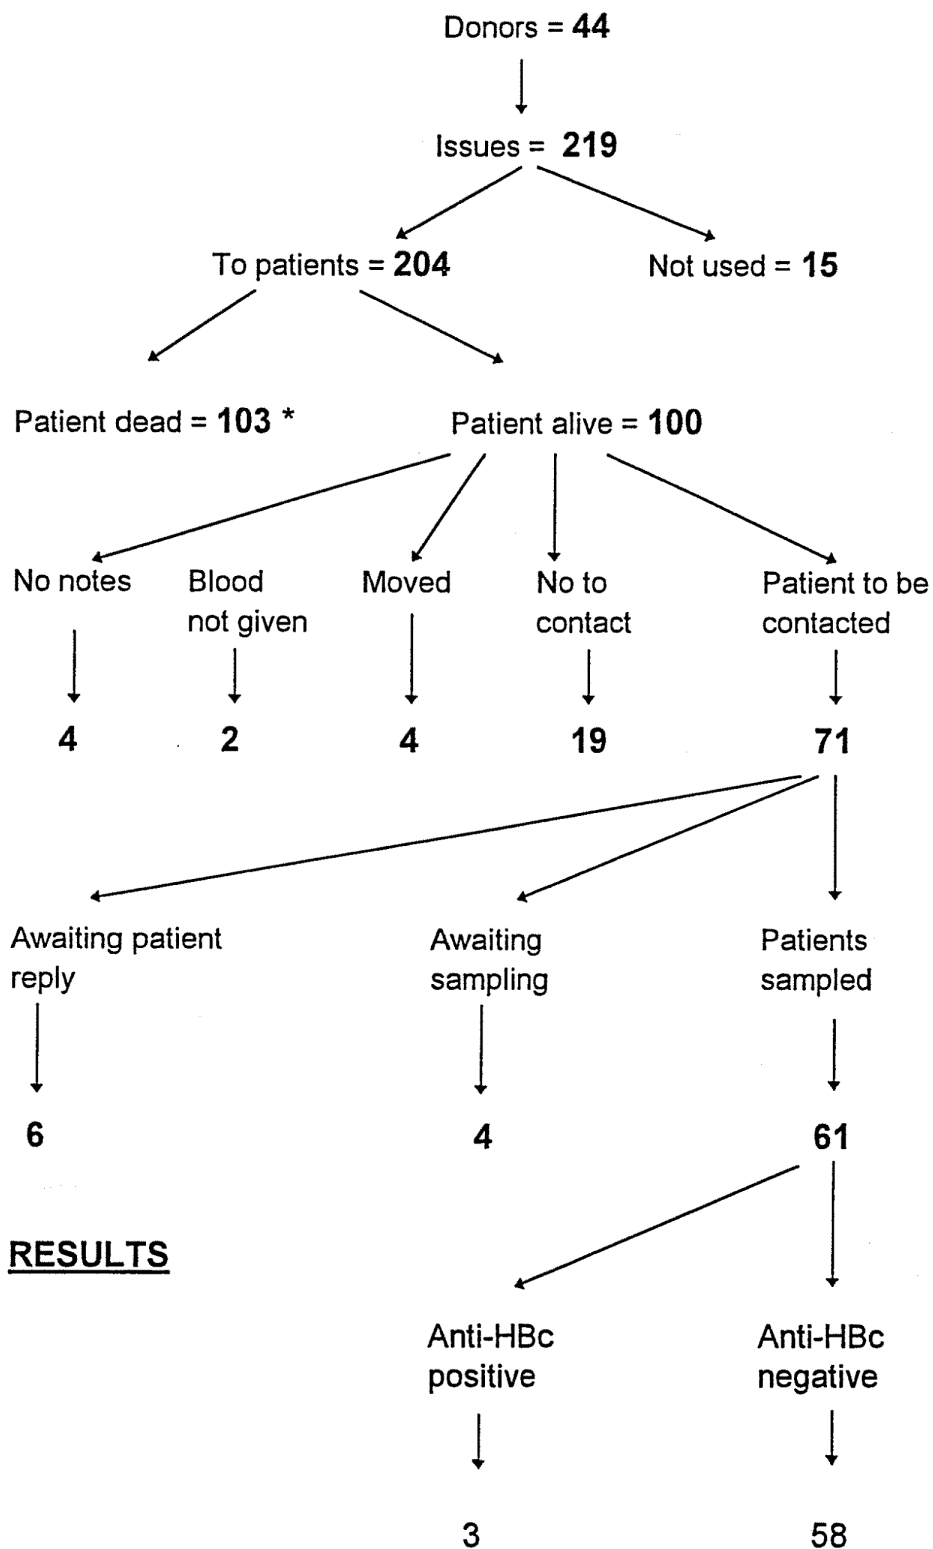 Donors = 44
Issues = 219
To patients = 204
Not used = 15
Patient dead = 103 *
Patient alive = 100
No notes
Blood
not given
Moved
No to
contact
Patient to be
contacted
4
2
4
19
71
Awaiting patient
reply
Awaiting
sampling
Patients
sampled
6
4
61
RESULTS
Anti-HBc
positive
Anti-HBc
negative
3
58